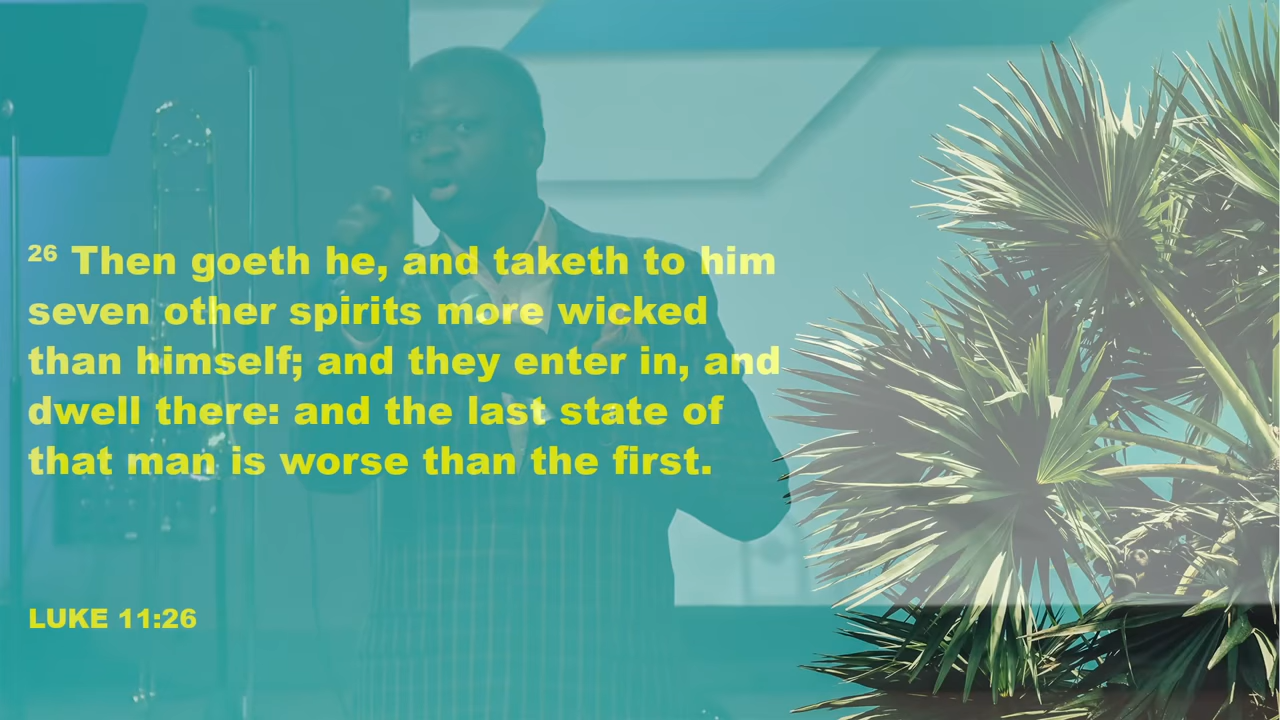 26 Then goeth he, and taketh to him
seven other spirits more wicked
than himself; and they enter in, and
dwell there: and the last state of
that man is worse than the first.
LUKE 11:26